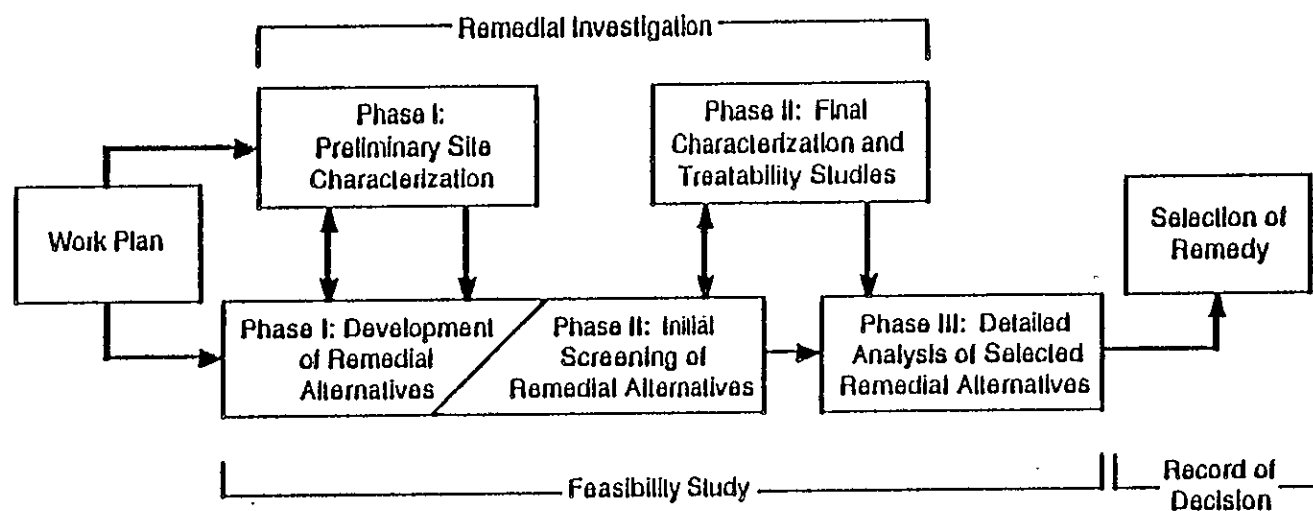 Remedial Investigation
Phase I:
Preliminary Site
Characterization
Phase II: Final
Characterization and
Treatability Studies
Work Plan
Selection of
Remedy
Phase I: Development
of Remedial
Alternatives
Phase II: Initial
Screening of
Remedial Alternatives
Phase III: Detailed
Analysis of Selected
Remedial Alternatives
Feasibility Study
Record of
Decision